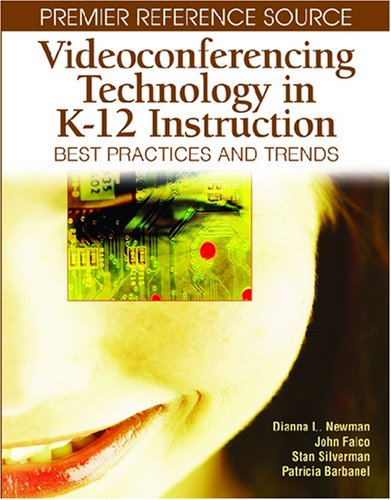 PREMIER REFERENCE SOURCE
Videoconferencing
Technology in
K-12 Instruction
BEST PRACTICES AND TRENDS
Dianna L. Newman
John Falco
Stan Silverman
Patricia Barbanel